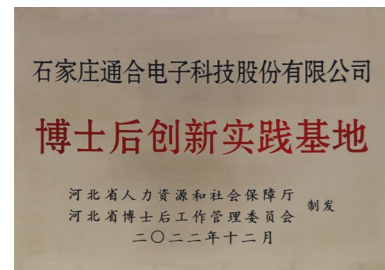 石家庄通合电子科技股份有限公司
博士后创新实践基地
河北省人力资源和社会保障厅
河北省博士后工作管理委员会
制发
二〇二二年十二月